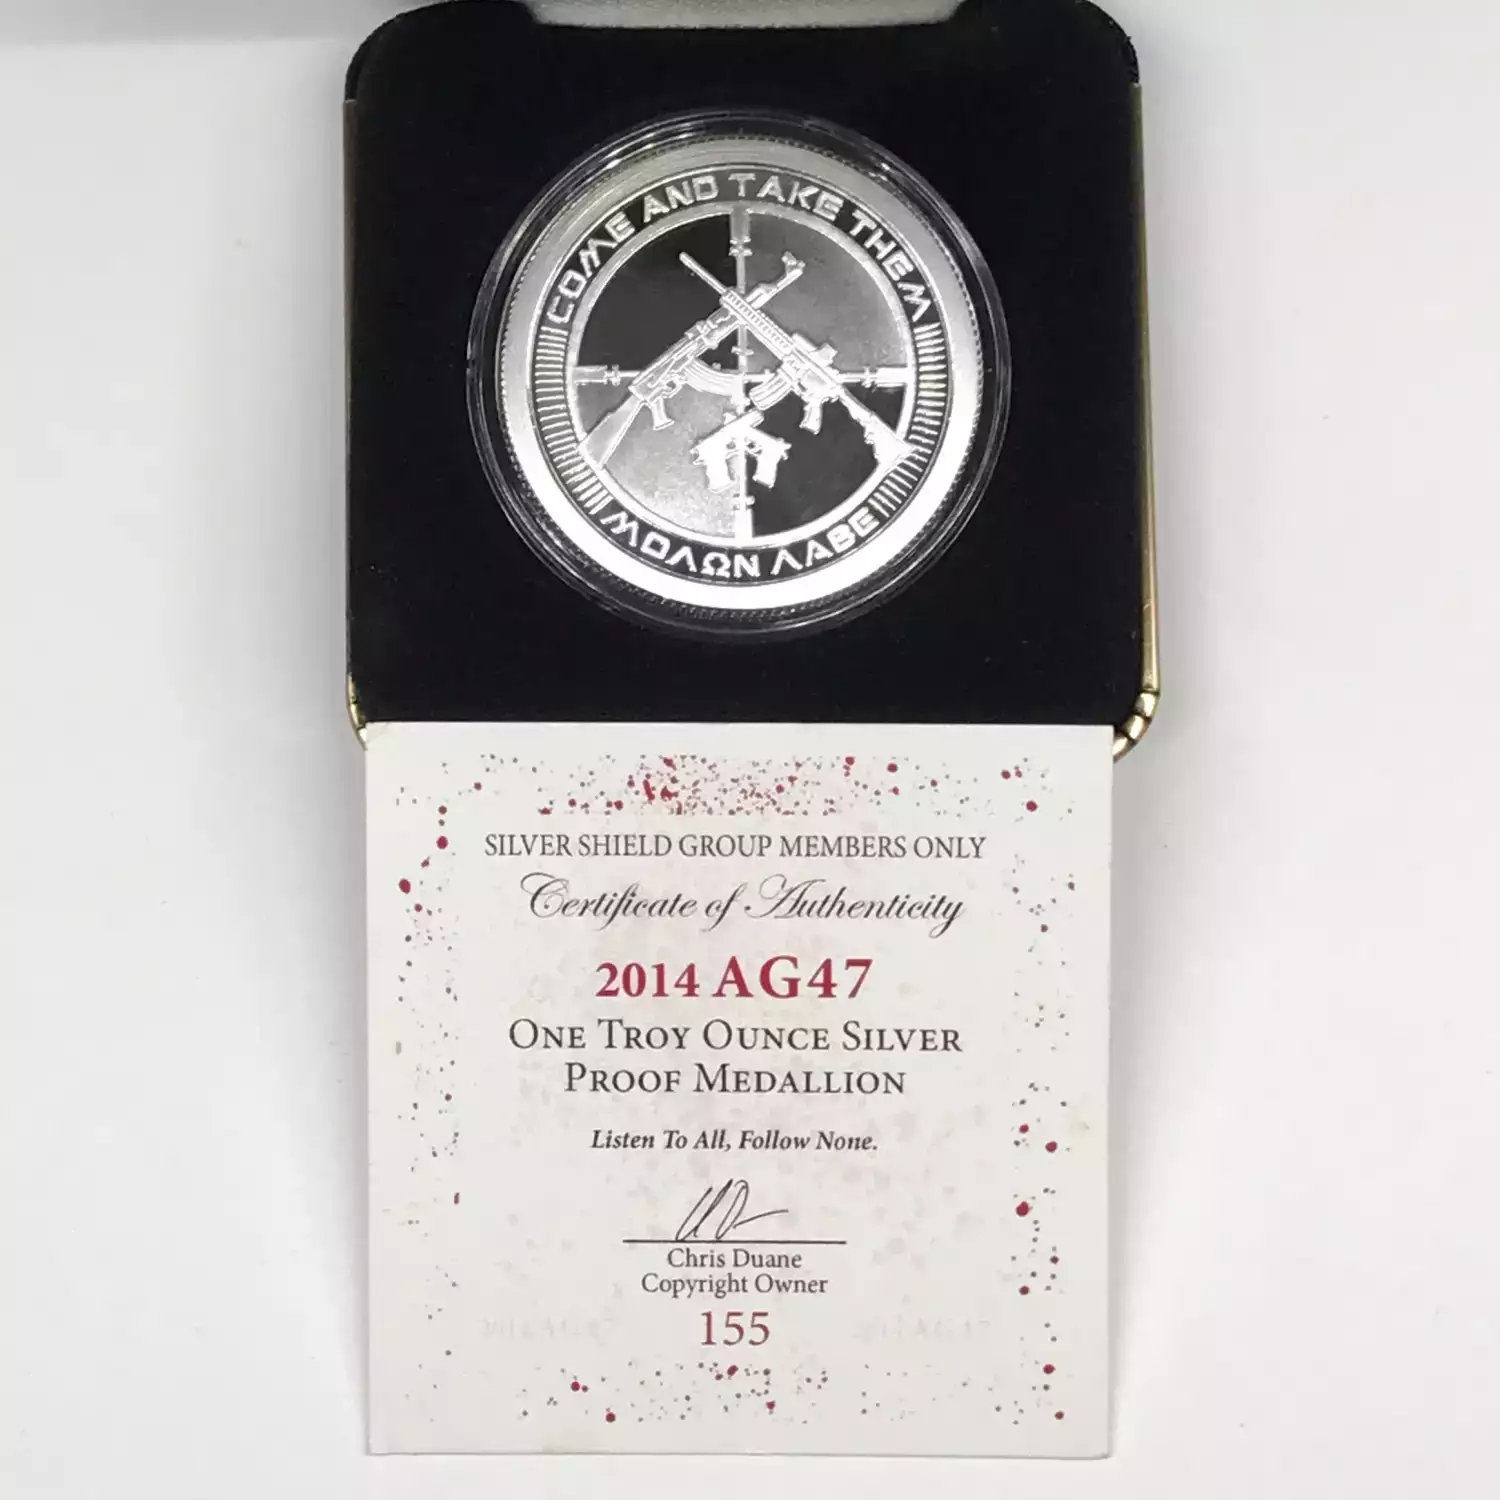 COME AND TAKE THEM
ΜΟΛΩΝ ΛΑΒΕ
SILVER SHIELD GROUP MEMBERS ONLY
Certificate of Authenticity
2014 AG47
ONE TROY OUNCE SILVER
PROOF MEDALLION
Listen To All, Follow None.
Chris Duane
Copyright Owner
155